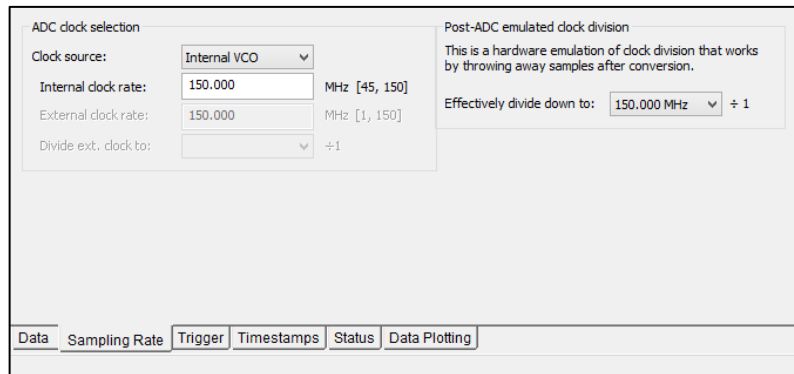 ADC clock selection
Clock source: Internal VCO
Internal clock rate: 150.000 MHz [45, 150]
External clock rate: 150.000 MHz [1, 150]
Divide ext. clock to: ÷1
Post-ADC emulated clock division
This is a hardware emulation of clock division that works
by throwing away samples after conversion.
Effectively divide down to: 150.000 MHz ÷ 1
Data Sampling Rate Trigger Timestamps Status Data Plotting